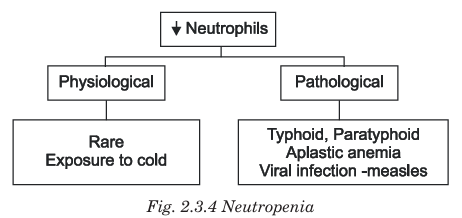 ↓ Neutrophils
Physiological
Pathological
Rare
Exposure to cold
Typhoid, Paratyphoid
Aplastic anemia
Viral infection -measles
Fig. 2.3.4 Neutropenia